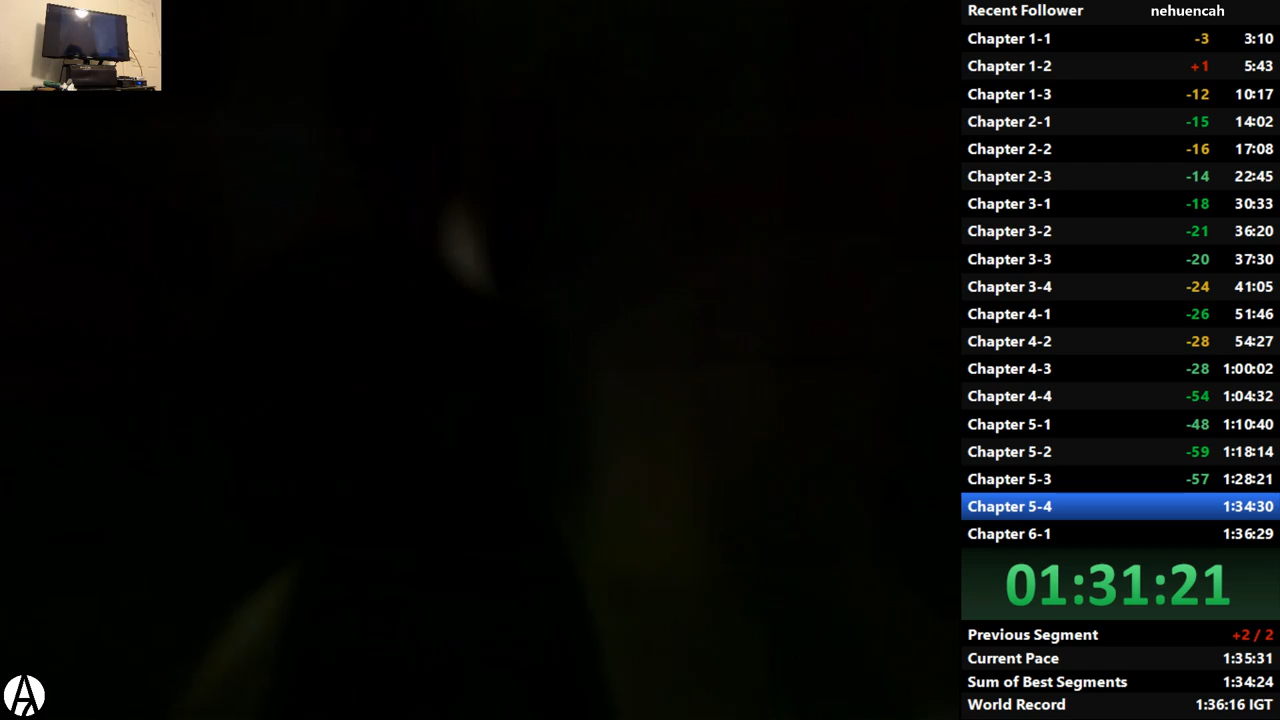 Recent Follower nehuencah
Chapter 1-1 -3 3:10
Chapter 1-2 +1 5:43
Chapter 1-3 -12 10:17
Chapter 2-1 -15 14:02
Chapter 2-2 -16 17:08
Chapter 2-3 -14 22:45
Chapter 3-1 -18 30:33
Chapter 3-2 -21 36:20
Chapter 3-3 -20 37:30
Chapter 3-4 -24 41:05
Chapter 4-1 -26 51:46
Chapter 4-2 -28 54:27
Chapter 4-3 -28 1:00:02
Chapter 4-4 -54 1:04:32
Chapter 5-1 -48 1:10:40
Chapter 5-2 -59 1:18:14
Chapter 5-3 -57 1:28:21
Chapter 5-4 1:34:30
Chapter 6-1 1:36:29
01:31:21
Previous Segment +2 / 2
Current Pace 1:35:31
Sum of Best Segments 1:34:24
World Record 1:36:16 IGT